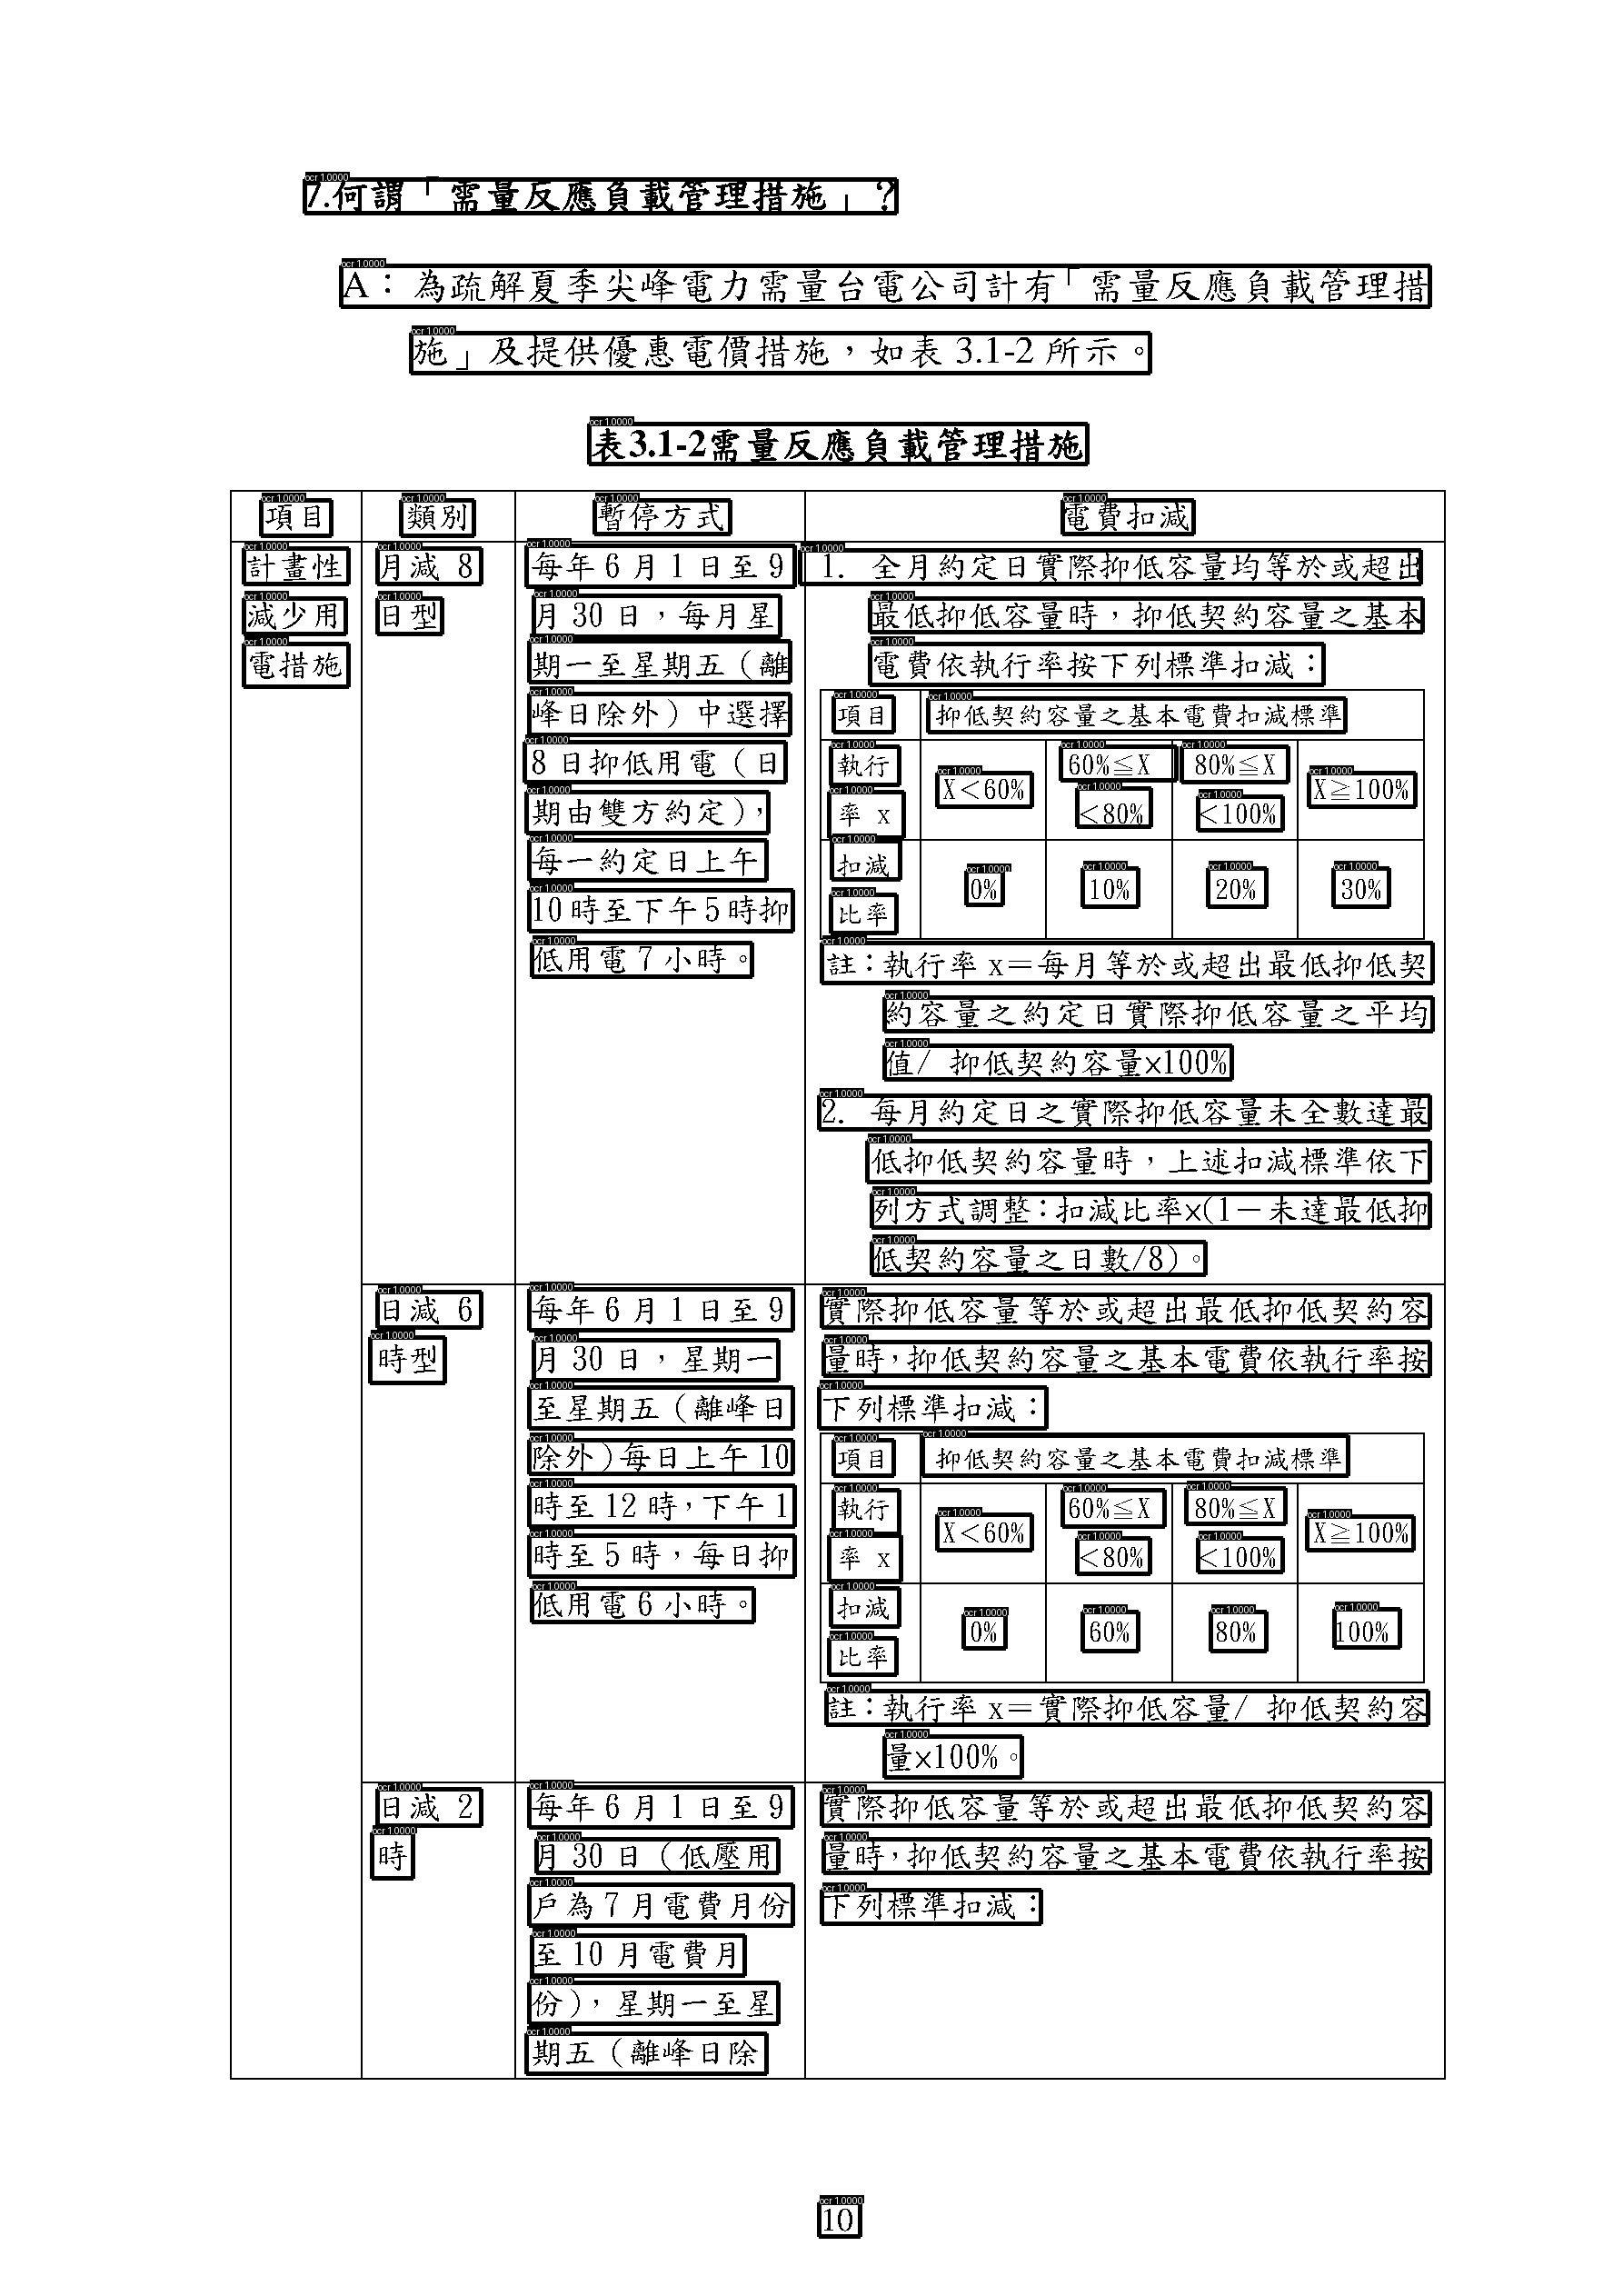 7.何謂「需量反應負載管理措施」？
A：為疏解夏季尖峰電力需量台電公司計有「需量反應負載管理措
施」及提供優惠電價措施，如表 3.1-2 所示。
表3.1-2需量反應負載管理措施
項目 類別 暫停方式 電費扣減
計畫性
減少用
電措施
月減 8
日型
每年 6 月 1 日至 9
月 30 日，每月星
期一至星期五（離
峰日除外）中選擇
8 日抑低用電（日
期由雙方約定），
每一約定日上午
10 時至下午 5 時抑
低用電 7 小時。
1. 全月約定日實際抑低容量均等於或超出
最低抑低容量時，抑低契約容量之基本
電費依執行率按下列標準扣減：
項目 抑低契約容量之基本電費扣減標準
執行
率 x
X＜60%
60%≦X
＜80%
80%≦X
＜100%
X≧100%
扣減
比率
0% 10% 20% 30%
註：執行率 x＝每月等於或超出最低抑低契
約容量之約定日實際抑低容量之平均
值/ 抑低契約容量×100%
2. 每月約定日之實際抑低容量未全數達最
低抑低契約容量時，上述扣減標準依下
列方式調整：扣減比率×(1－未達最低抑
低契約容量之日數/8)。
日減 6
時型
每年 6 月 1 日至 9
月 30 日，星期一
至星期五（離峰日
除外）每日上午 10
時至 12 時，下午 1
時至 5 時，每日抑
低用電 6 小時。
實際抑低容量等於或超出最低抑低契約容
量時，抑低契約容量之基本電費依執行率按
下列標準扣減：
項目 抑低契約容量之基本電費扣減標準
執行
率 x
X＜60%
60%≦X
＜80%
80%≦X
＜100%
X≧100%
扣減
比率
0% 60% 80% 100%
註：執行率 x＝實際抑低容量/ 抑低契約容
量×100%。
日減 2
時
每年 6 月 1 日至 9
月 30 日（低壓用
戶為 7 月電費月份
至 10 月電費月
份），星期一至星
期五（離峰日除
實際抑低容量等於或超出最低抑低契約容
量時，抑低契約容量之基本電費依執行率按
下列標準扣減：
10